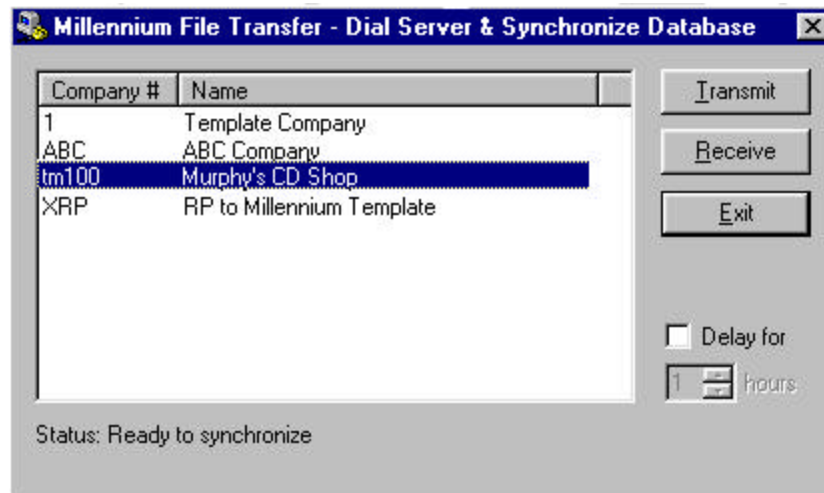 Millennium File Transfer - Dial Server & Synchronize Database
Company # Name
1 Template Company
ABC ABC Company
tm100 Murphy's CD Shop
XRP RP to Millennium Template
Transmit
Receive
Exit
Delay for
1 hours
Status: Ready to synchronize